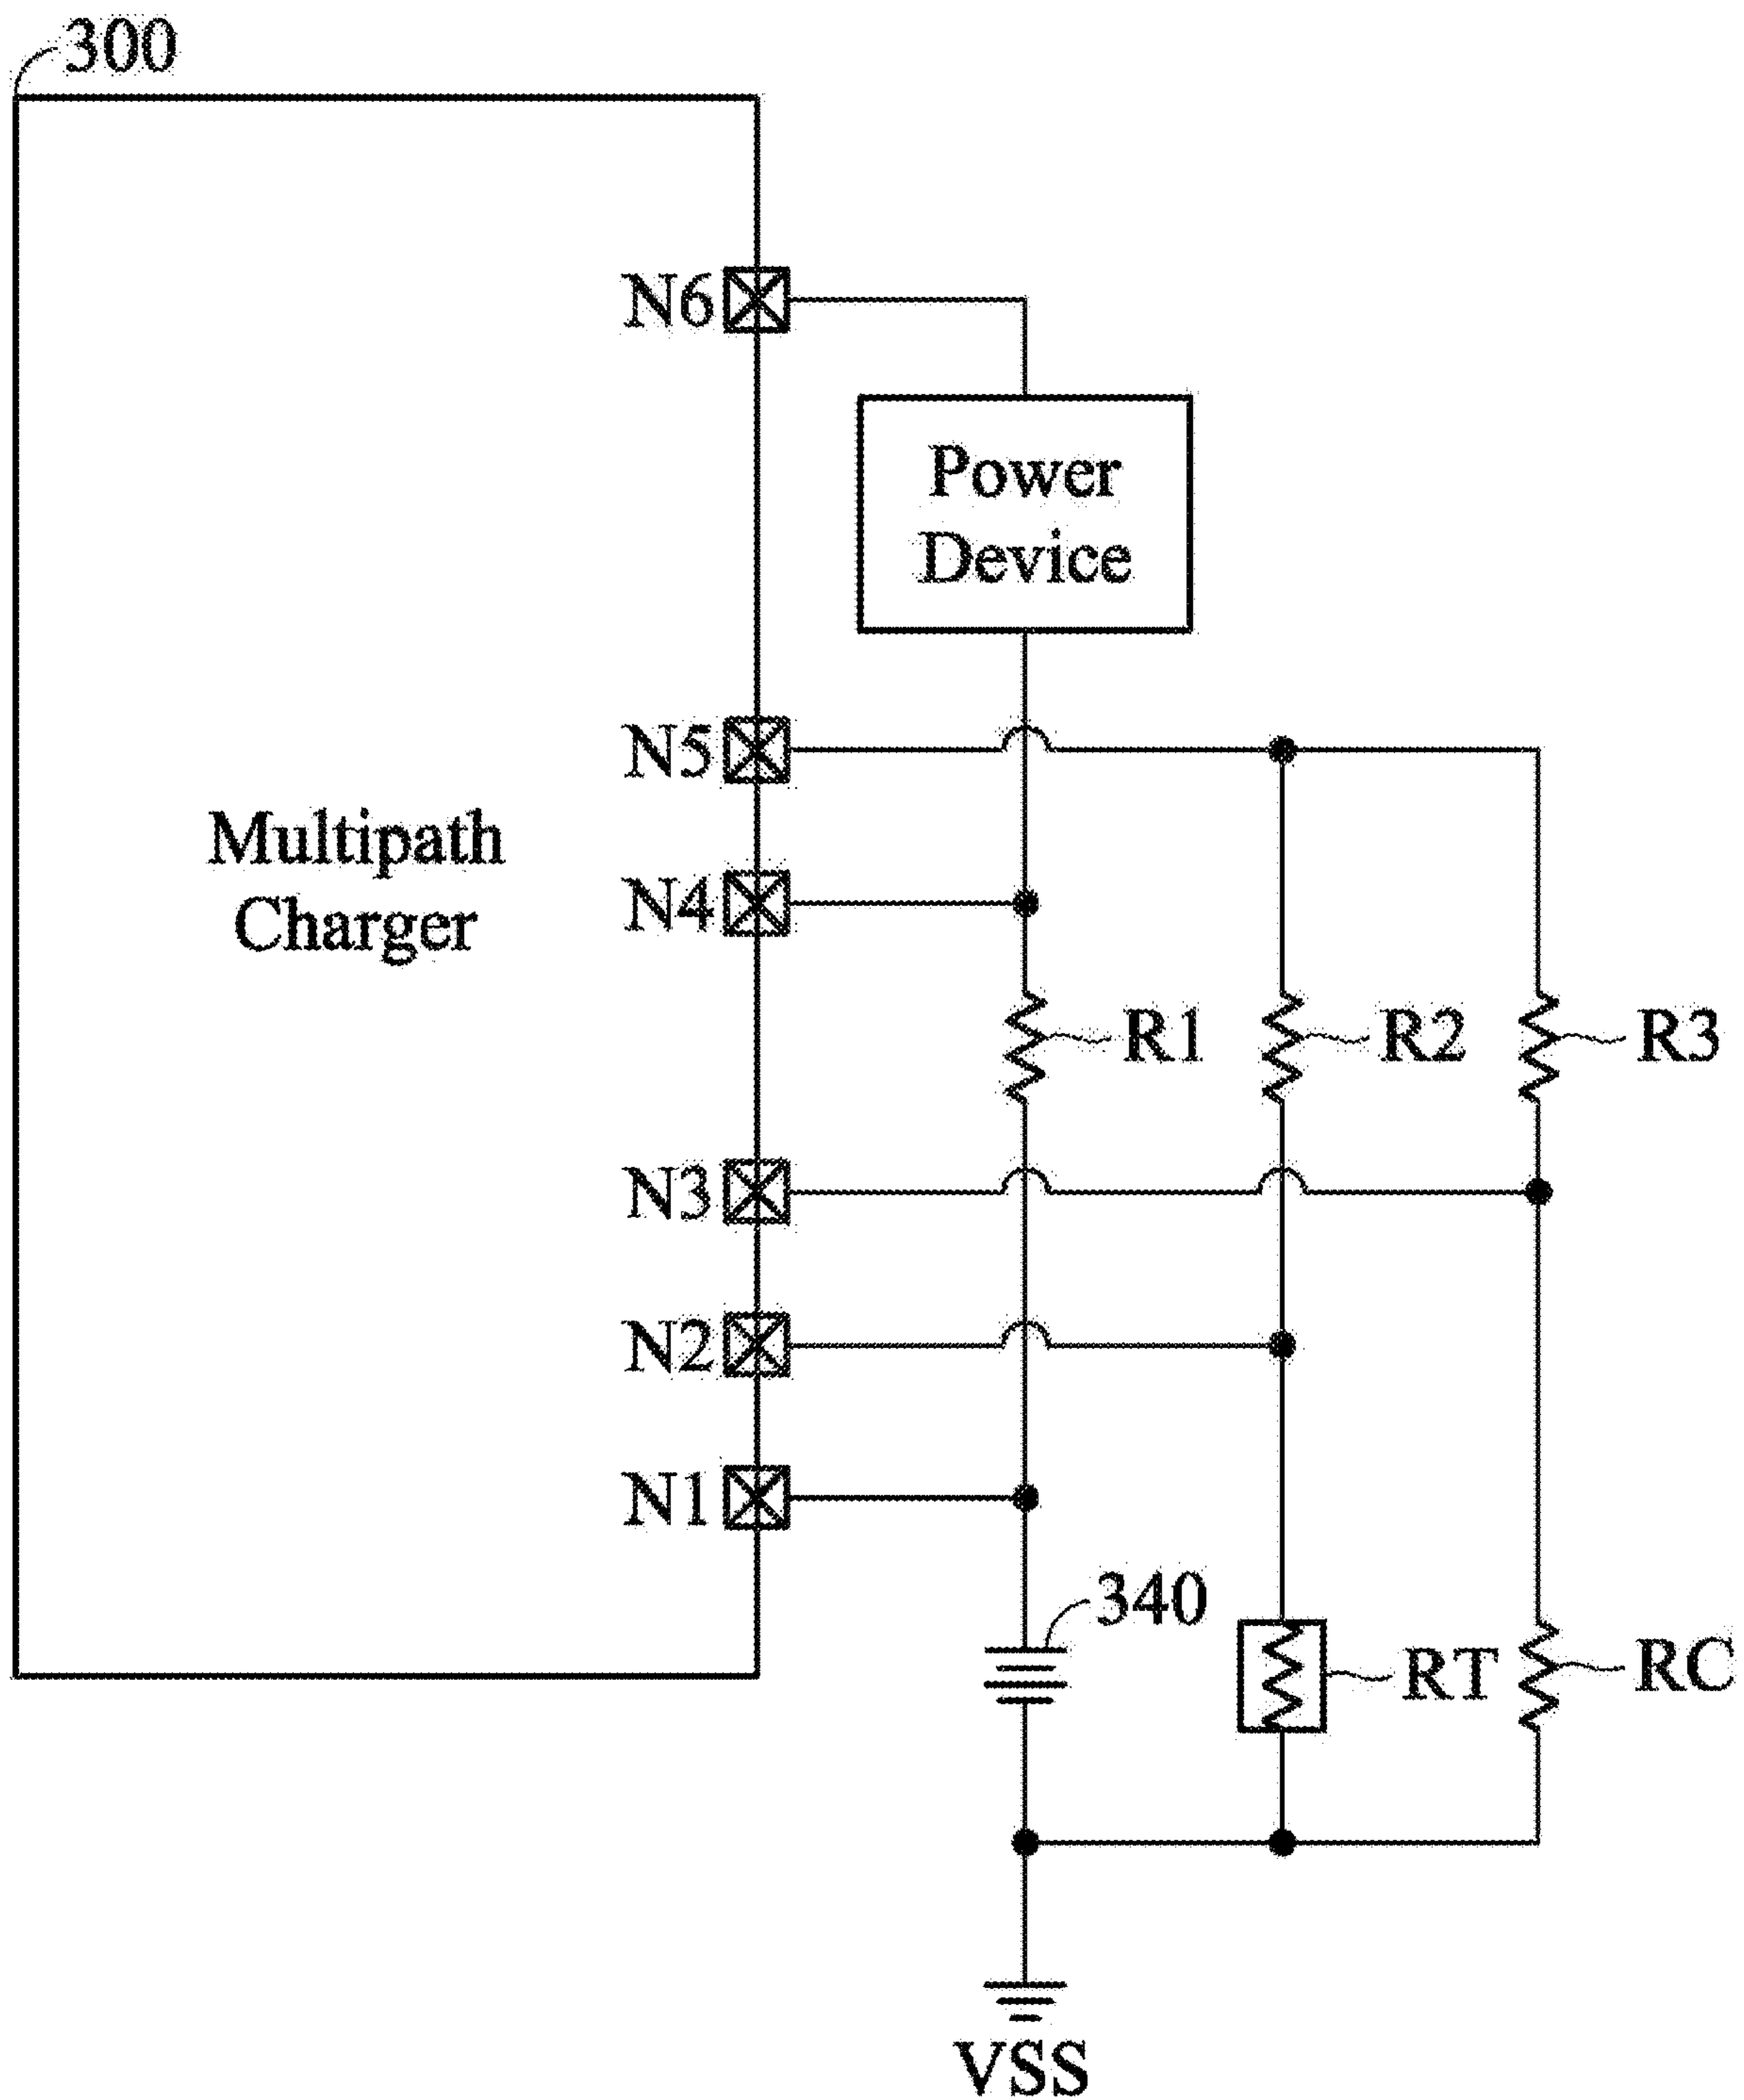 300
N6
Power
Device
N5
Multipath
Charger
N4
R1
R2
R3
N3
N2
N1
340
RT
RC
VSS